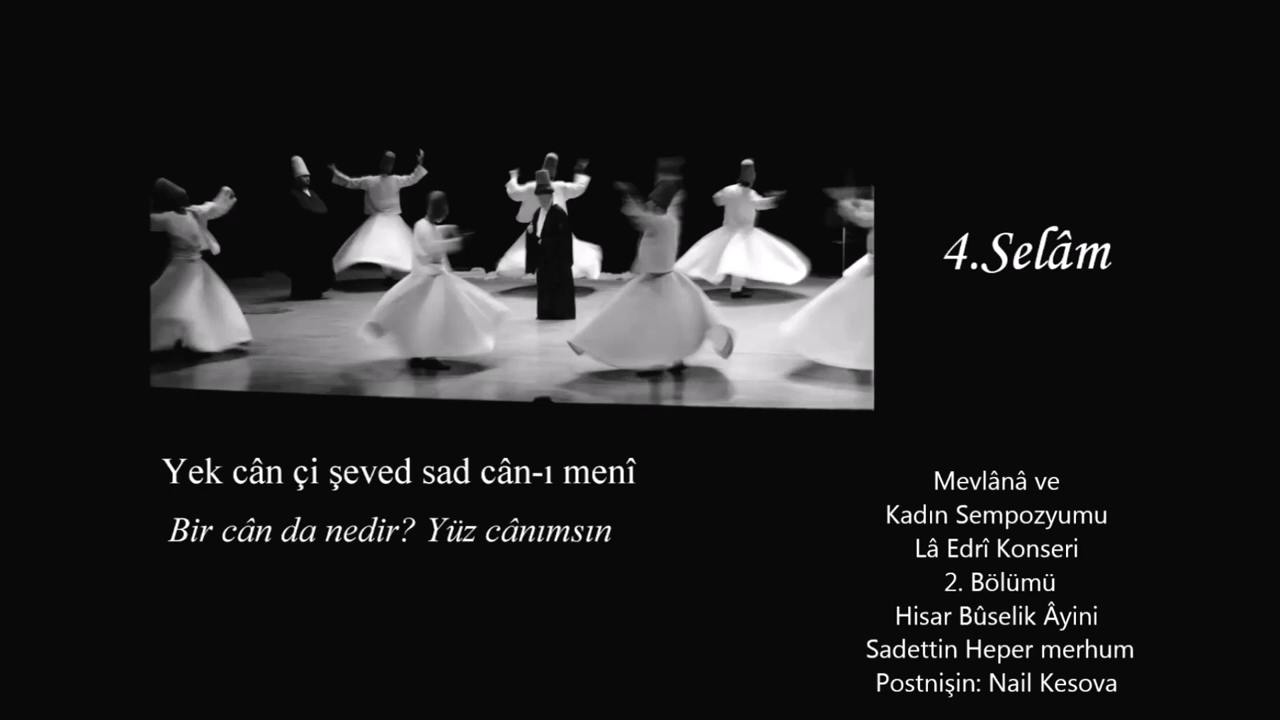 4.Selâm
Yek cân çi şeved sad cân-ı menî
Bir cân da nedir? Yüz cânımsın
Mevlânâ ve
Kadın Sempozyumu
Lâ Edrî Konseri
2. Bölümü
Hisar Bûselik Âyini
Sadettin Heper merhum
Postnişin: Nail Kesova